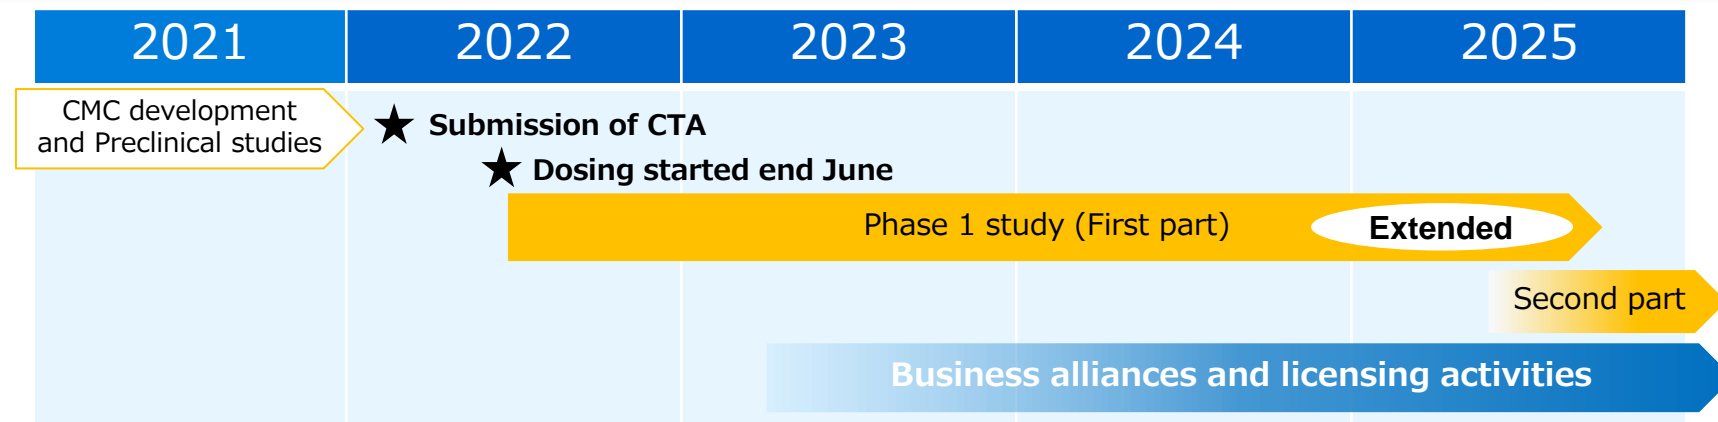 2021 2022 2023 2024 2025
CMC development
and Preclinical studies
Submission of CTA
Dosing started end June
Phase 1 study (First part)
Extended
Second part
Business alliances and licensing activities